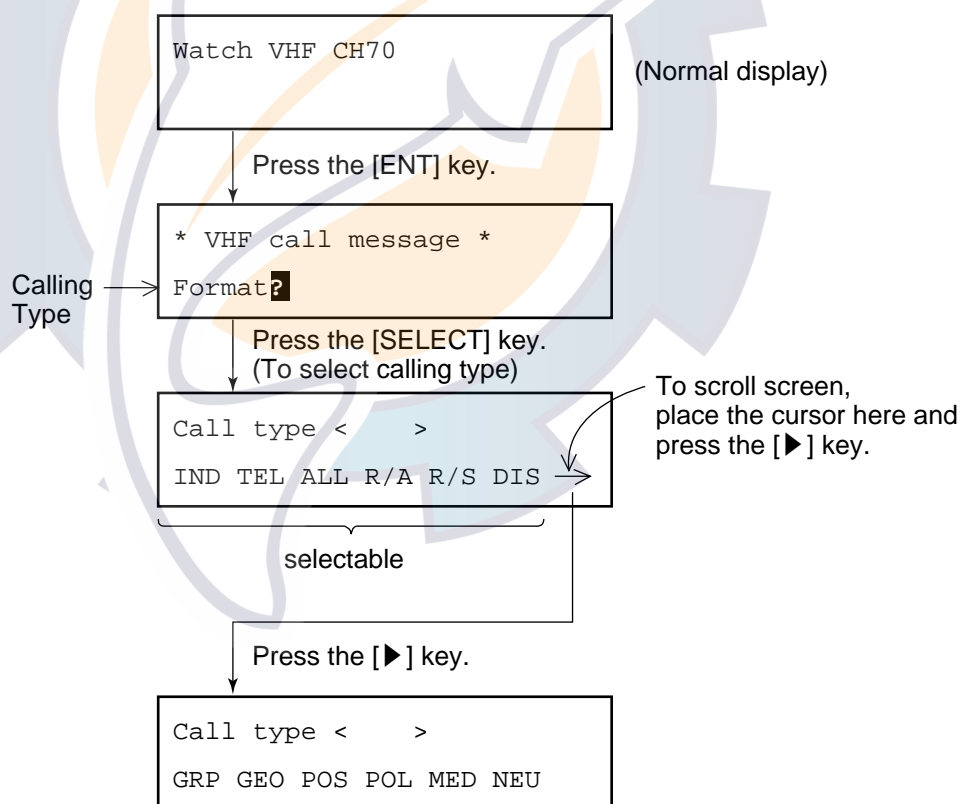 Watch VHF CH70
(Normal display)
Press the [ENT] key.
* VHF call message *
Calling
Type
Format?
Press the [SELECT] key.
(To select calling type)
To scroll screen,
place the cursor here and
press the [▶] key.
Call type <    >
IND TEL ALL R/A R/S DIS
selectable
Press the [▶] key.
Call type <    >
GRP GEO POS POL MED NEU